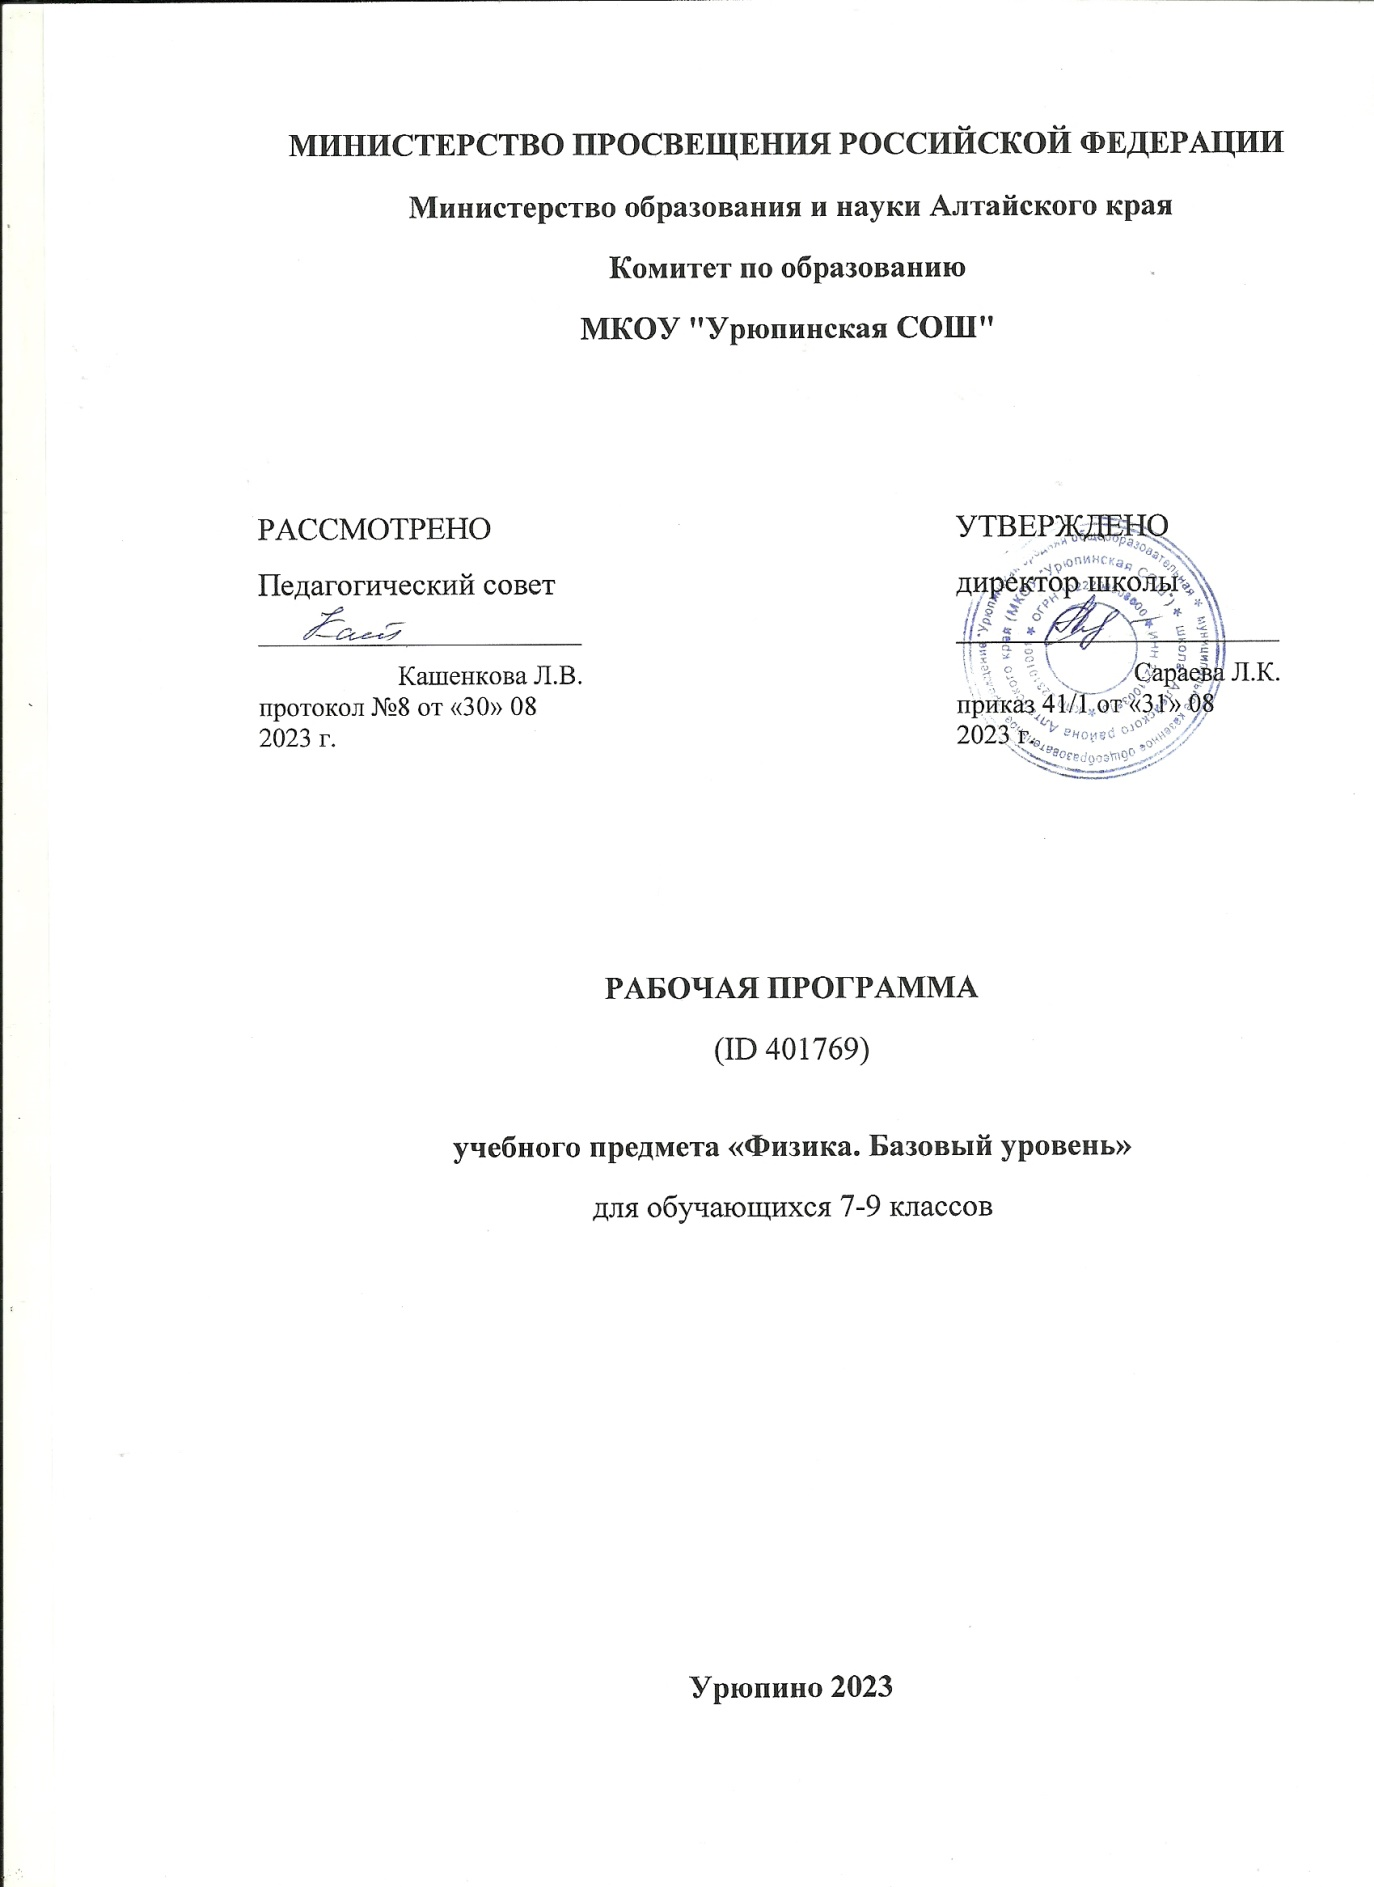 МИНИСТЕРСТВО ПРОСВЕЩЕНИЯ РОССИЙСКОЙ ФЕДЕРАЦИИ
Министерство образования и науки Алтайского края
Комитет по образованию
МКОУ "Урюпинская СОШ"
РАССМОТРЕНО
Педагогический совет
Кашенкова Л.В.
протокол №8 от «30» 08
2023 г.
УТВЕРЖДЕНО
директор школы
Сараева Л.К.
приказ 41/1 от «31» 08
2023 г.
РАБОЧАЯ ПРОГРАММА
(ID 401769)
учебного предмета «Физика. Базовый уровень»
для обучающихся 7-9 классов
Урюпино 2023